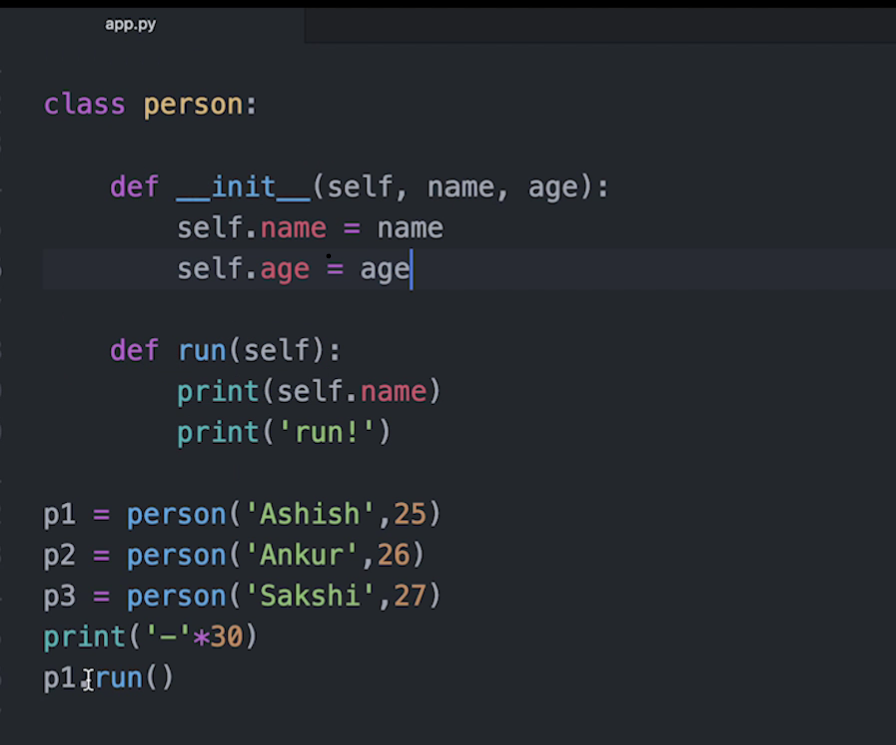 app.py
class person:
def __init__(self, name, age):
self.name = name
self.age = age
def run(self):
print(self.name)
print('run!')
p1 = person('Ashish',25)
p2 = person('Ankur',26)
p3 = person('Sakshi',27)
print('-'*30)
p1.run()